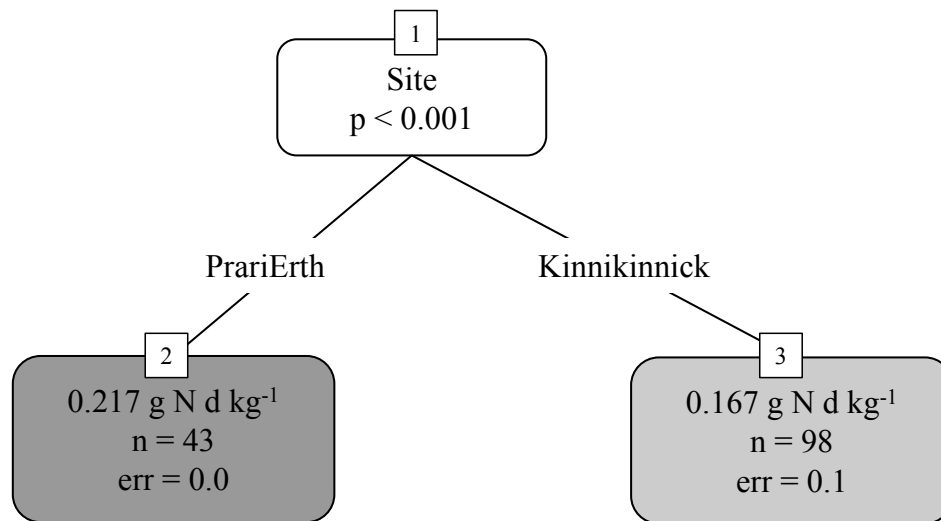 1
Site
p < 0.001
PrariErth
Kinnikinnick
2
0.217 g N d kg⁻¹
n = 43
err = 0.0
3
0.167 g N d kg⁻¹
n = 98
err = 0.1